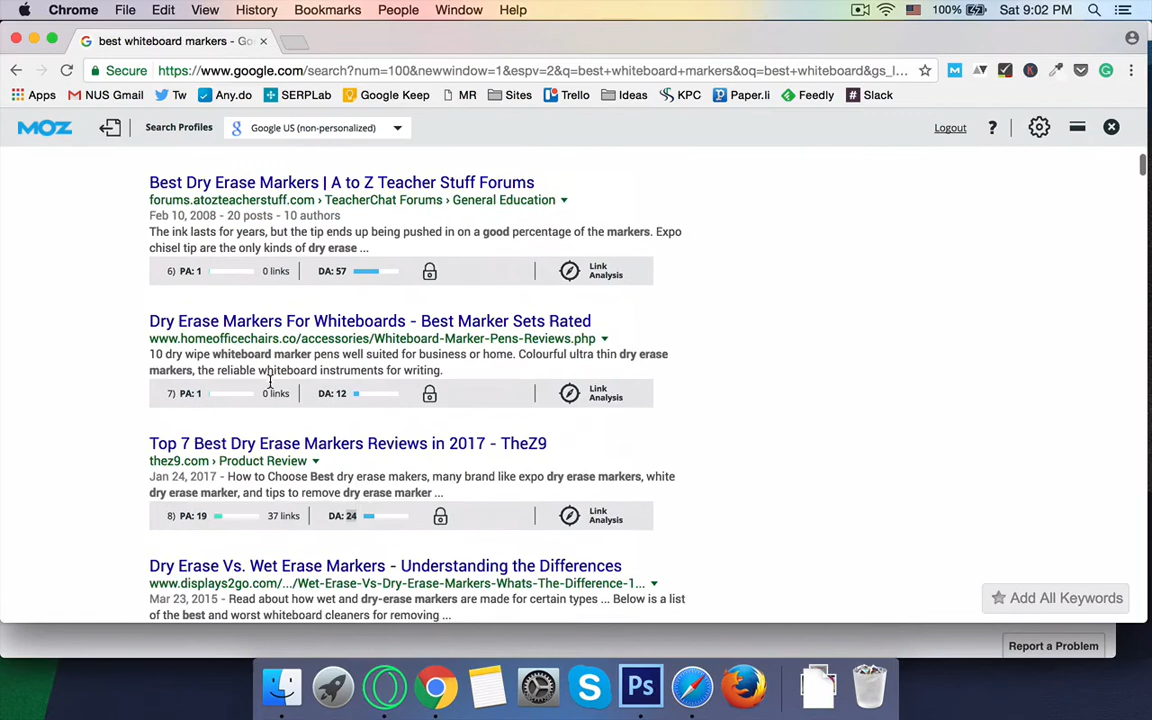 Chrome File Edit View History Bookmarks People Window Help 100% Sat 9:02 PM
best whiteboard markers - Go
Secure https://www.google.com/search?num=100&newwindow=1&espv=2&q=best+whiteboard+markers&oq=best+whiteboard&gs_l...
Apps NUS Gmail Tw Any.do SERPLab Google Keep MR Sites Trello Ideas KPC Paper.li Feedly Slack
MOZ Search Profiles Google US (non-personalized) Logout ?
Best Dry Erase Markers | A to Z Teacher Stuff Forums
forums.atozteacherstuff.com › TeacherChat Forums › General Education
Feb 10, 2008 - 20 posts - 10 authors
The ink lasts for years, but the tip ends up being pushed in on a good percentage of the markers. Expo
chisel tip are the only kinds of dry erase ...
6) PA: 1 0 links DA: 57 Link Analysis
Dry Erase Markers For Whiteboards - Best Marker Sets Rated
www.homeofficechairs.co/accessories/Whiteboard-Marker-Pens-Reviews.php
10 dry wipe whiteboard marker pens well suited for business or home. Colourful ultra thin dry erase
markers, the reliable whiteboard instruments for writing.
7) PA: 1 0 links DA: 12 Link Analysis
Top 7 Best Dry Erase Markers Reviews in 2017 - TheZ9
thez9.com › Product Review
Jan 24, 2017 - How to Choose Best dry erase makers, many brand like expo dry erase markers, white
dry erase marker, and tips to remove dry erase marker ...
8) PA: 19 37 links DA: 24 Link Analysis
Dry Erase Vs. Wet Erase Markers - Understanding the Differences
www.displays2go.com/.../Wet-Erase-Vs-Dry-Erase-Markers-Whats-The-Difference-1...
Mar 23, 2015 - Read about how wet and dry-erase markers are made for certain types ... Below is a list
of the best and worst whiteboard cleaners for removing ...
Add All Keywords
Report a Problem
Ps